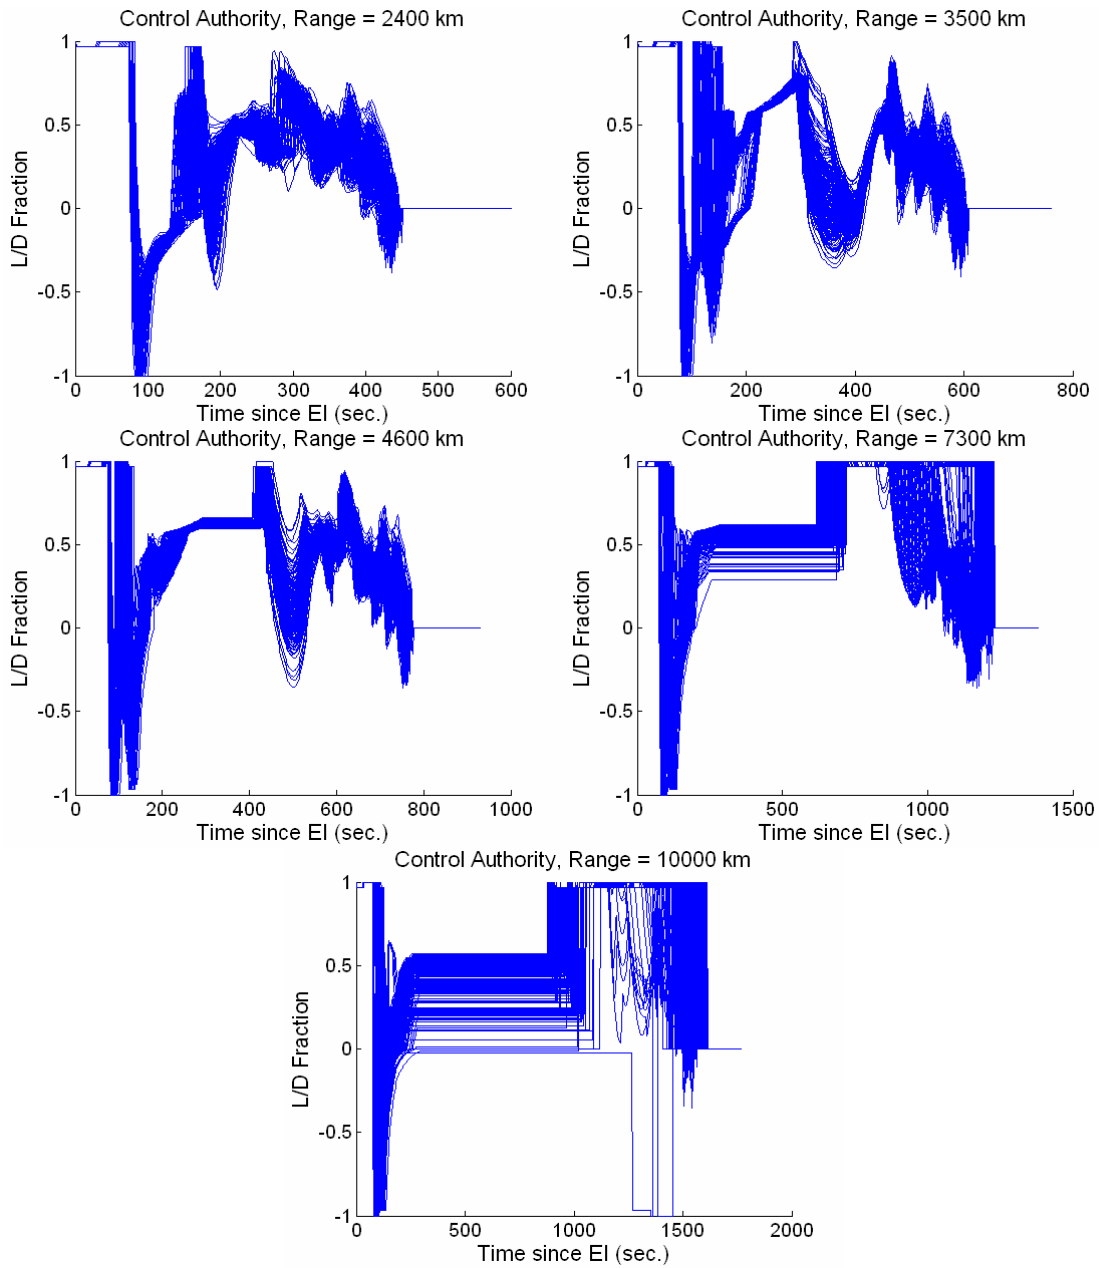 Control Authority, Range = 2400 km
1
0.5
0
-0.5
-1
L/D Fraction
0 100 200 300 400 500 600
Time since EI (sec.)
Control Authority, Range = 3500 km
1
0.5
0
-0.5
-1
L/D Fraction
0 200 400 600 800
Time since EI (sec.)
Control Authority, Range = 4600 km
1
0.5
0
-0.5
-1
L/D Fraction
0 200 400 600 800 1000
Time since EI (sec.)
Control Authority, Range = 7300 km
1
0.5
0
-0.5
-1
L/D Fraction
0 500 1000 1500
Time since EI (sec.)
Control Authority, Range = 10000 km
1
0.5
0
-0.5
-1
L/D Fraction
0 500 1000 1500 2000
Time since EI (sec.)